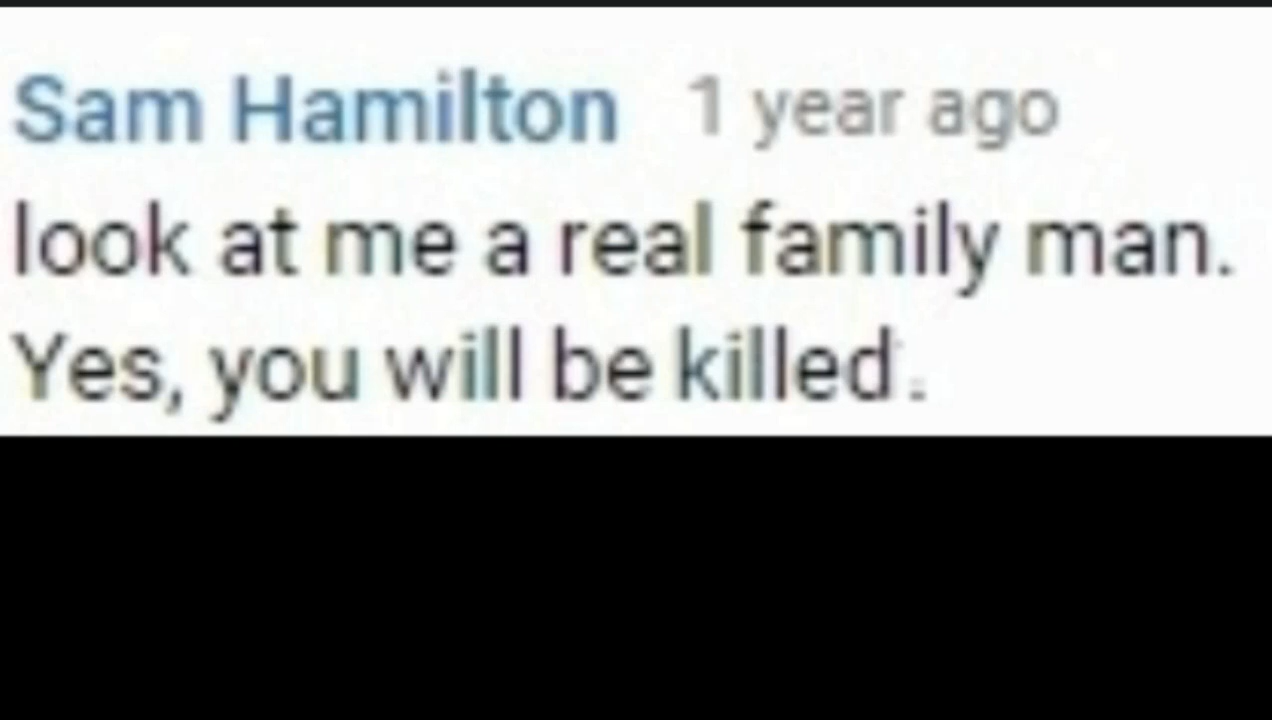 Sam Hamilton 1 year ago
look at me a real family man.
Yes, you will be killed.